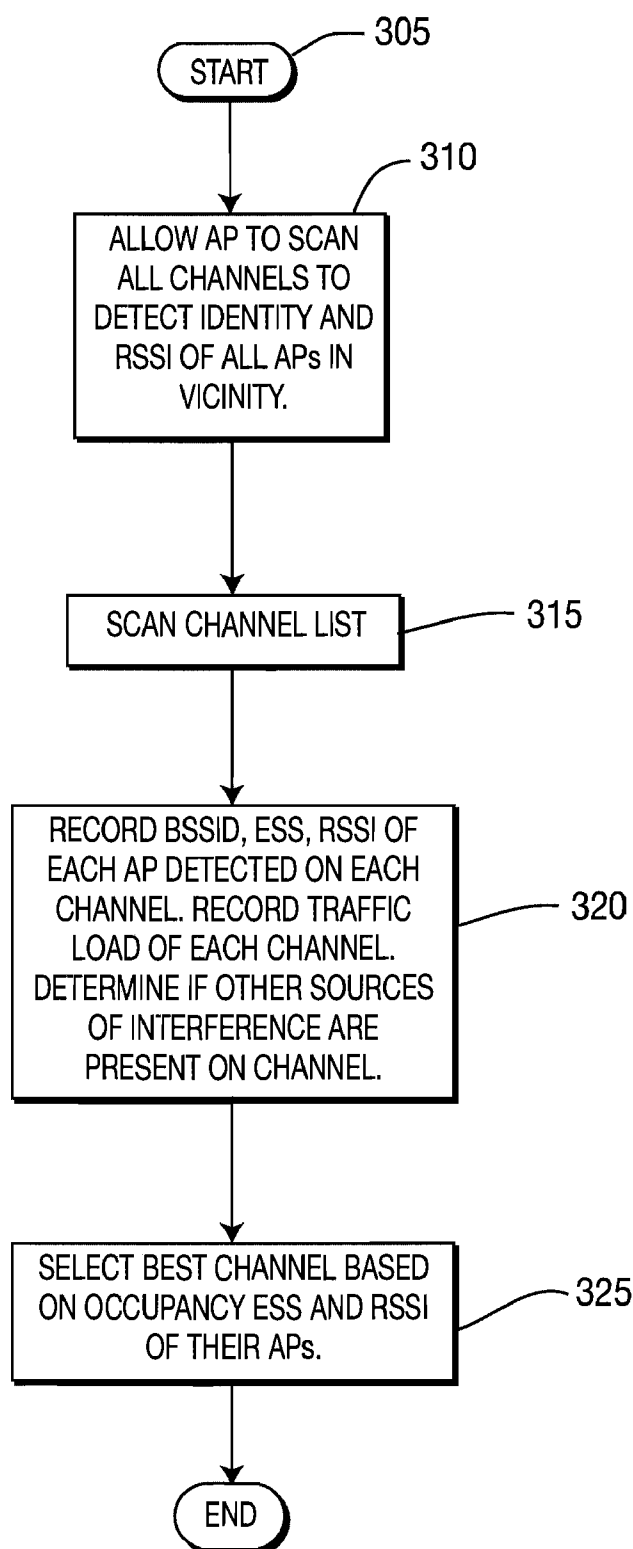 305
START
310
ALLOW AP TO SCAN
ALL CHANNELS TO
DETECT IDENTITY AND
RSSI OF ALL APs IN
VICINITY.
SCAN CHANNEL LIST
315
RECORD BSSID, ESS, RSSI OF
EACH AP DETECTED ON EACH
CHANNEL. RECORD TRAFFIC
LOAD OF EACH CHANNEL.
DETERMINE IF OTHER SOURCES
OF INTERFERENCE ARE
PRESENT ON CHANNEL.
320
SELECT BEST CHANNEL BASED
ON OCCUPANCY ESS AND RSSI
OF THEIR APs.
325
END